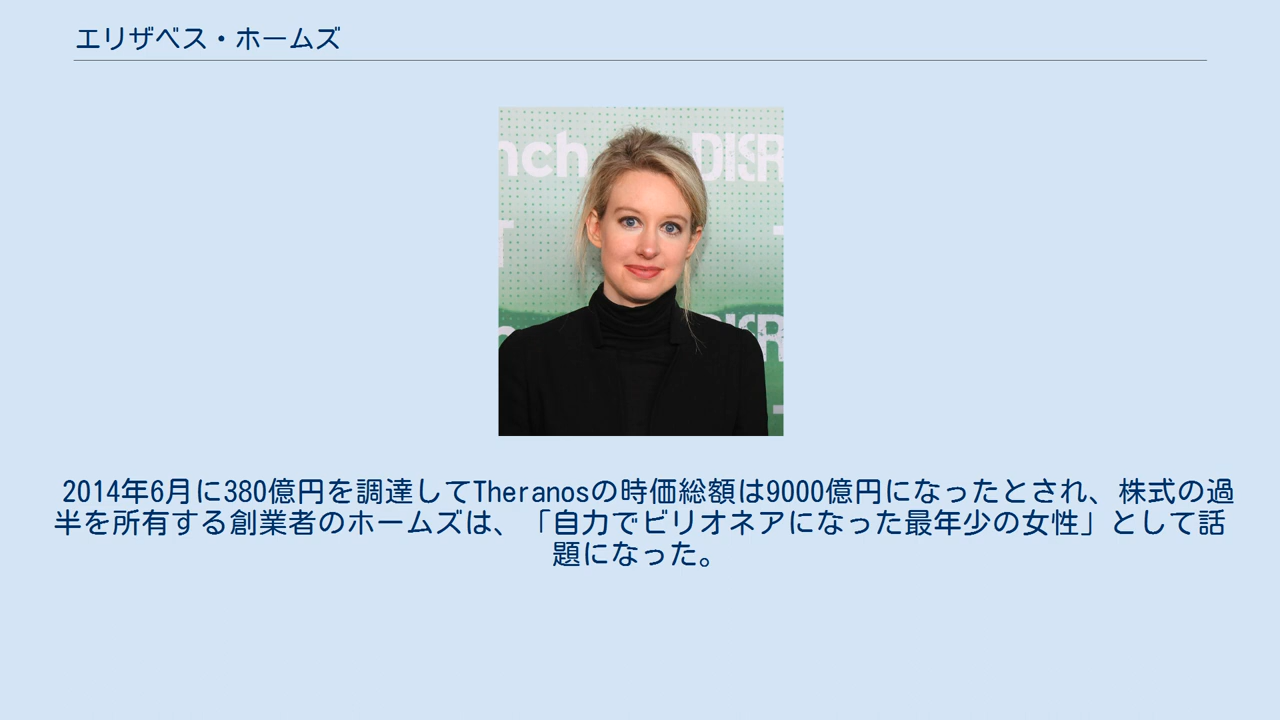 エリザベス・ホームズ
nch
DISR
T
DISR
2014年6月に380億円を調達してTheranosの時価総額は9000億円になったとされ、株式の過
半を所有する創業者のホームズは、「自力でビリオネアになった最年少の女性」として話
題になった。